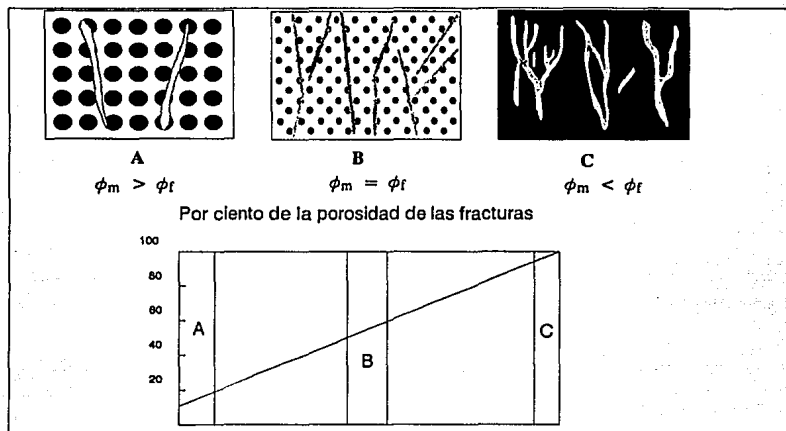 A B C
φm > φf φm = φf φm < φf
Por ciento de la porosidad de las fracturas
100
80
60
40
20
A
B
C